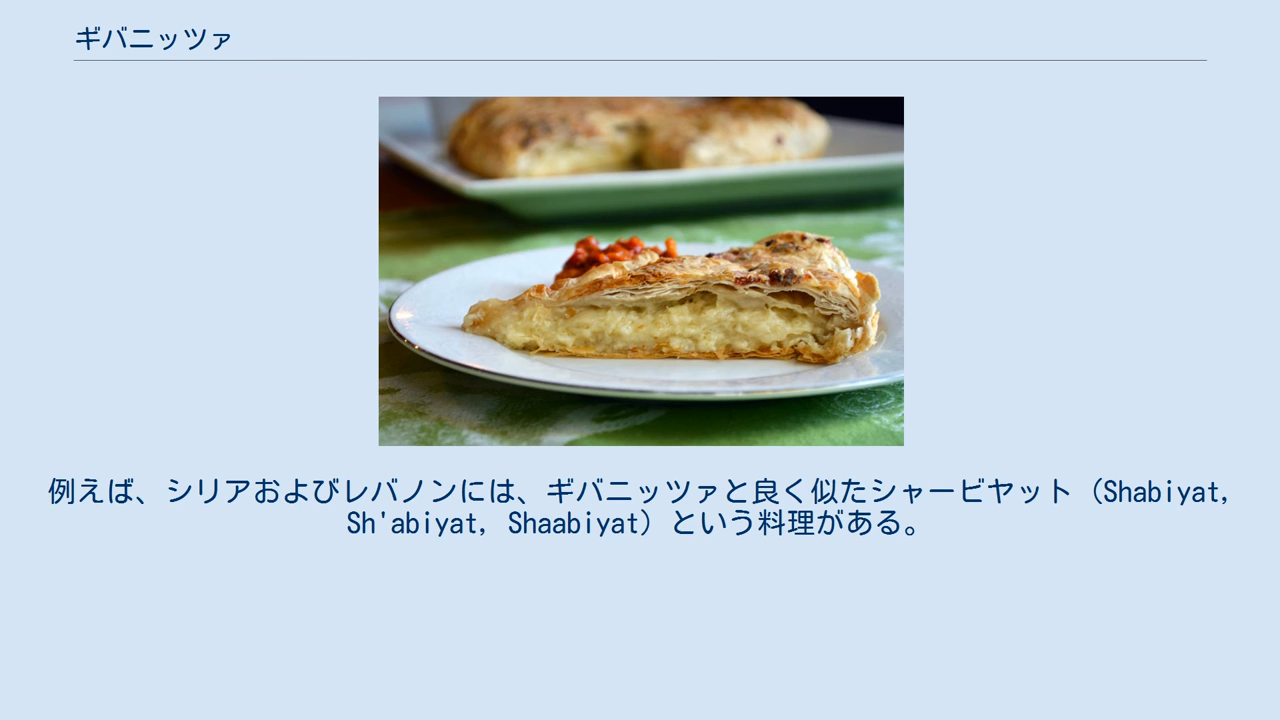 ギバニッツァ
例えば、シリアおよびレバノンには、ギバニッツァと良く似たシャービヤット（Shabiyat,
Sh'abiyat, Shaabiyat）という料理がある。